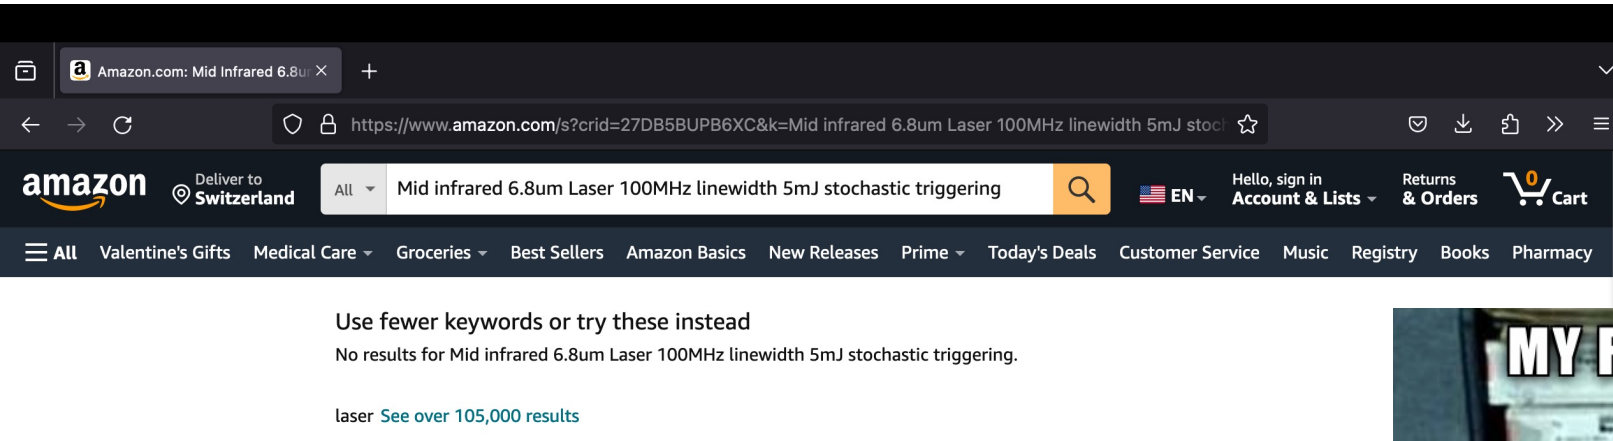 Amazon.com: Mid Infrared 6.8u
https://www.amazon.com/s?crid=27DB5BUPB6XC&k=Mid infrared 6.8um Laser 100MHz linewidth 5mJ stoch
amazon
Deliver to
Switzerland
All
Mid infrared 6.8um Laser 100MHz linewidth 5mJ stochastic triggering
EN
Hello, sign in
Account & Lists
Returns
& Orders
0
Cart
All Valentine's Gifts Medical Care Groceries Best Sellers Amazon Basics New Releases Prime Today's Deals Customer Service Music Registry Books Pharmacy
Use fewer keywords or try these instead
No results for Mid infrared 6.8um Laser 100MHz linewidth 5mJ stochastic triggering.
MY
laser See over 105,000 results